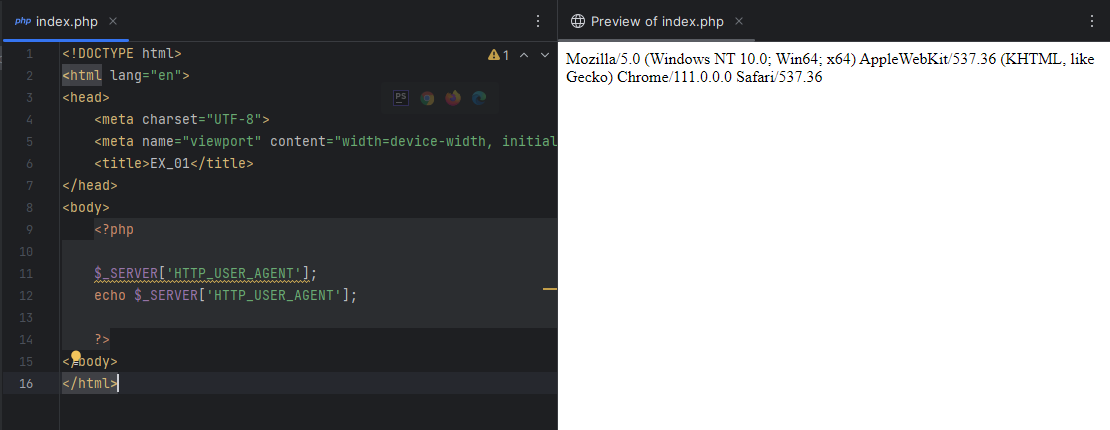 php index.php
1 <!DOCTYPE html>
2 <html lang="en">
3 <head>
4 <meta charset="UTF-8">
5 <meta name="viewport" content="width=device-width, initial
6 <title>EX_01</title>
7 </head>
8 <body>
9 <?php
10
11 $_SERVER['HTTP_USER_AGENT'];
12 echo $_SERVER['HTTP_USER_AGENT'];
13
14 ?>
15 </body>
16 </html>
1
PS
Preview of index.php
Mozilla/5.0 (Windows NT 10.0; Win64; x64) AppleWebKit/537.36 (KHTML, like
Gecko) Chrome/111.0.0.0 Safari/537.36